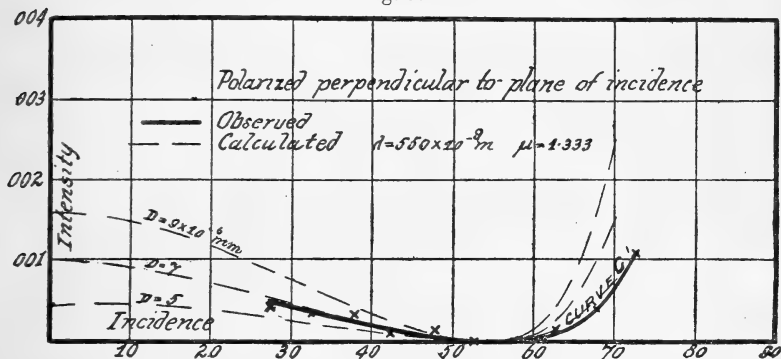 004
Polarized perpendicular to plane of incidence
003
Observed
Calculated d=550×10⁻⁹m μ=1.333
002
Intensity
D=9×10⁻⁶mm
001
D=7
CURVE G'
D=5
Incidence
10 20 30 40 50 60 70 80 90